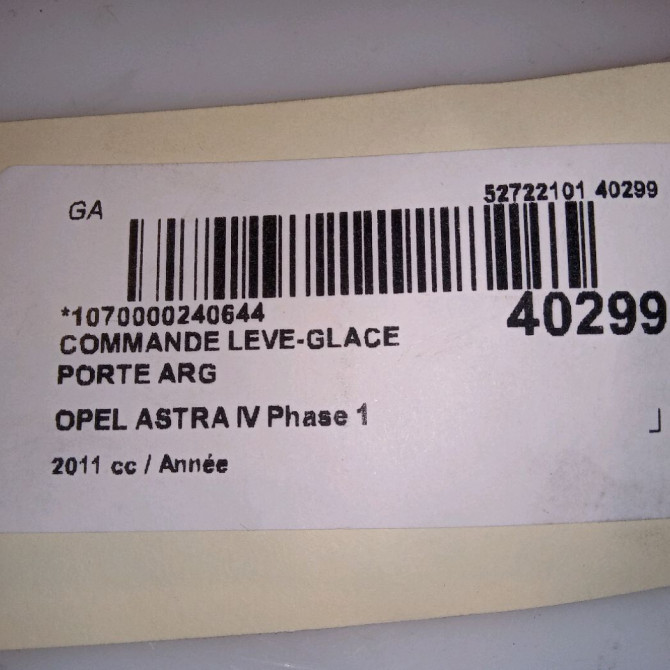 GA
52722101 40299
*1070000240644
40299
COMMANDE LEVE-GLACE
PORTE ARG
OPEL ASTRA IV Phase 1
2011 cc / Année